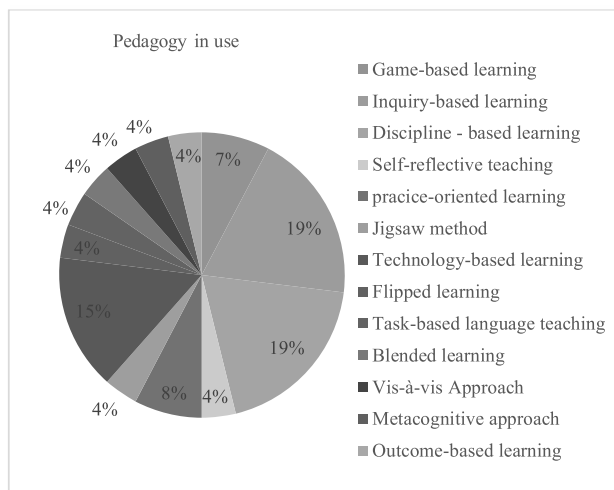 Pedagogy in use
Game-based learning
Inquiry-based learning
Discipline - based learning
Self-reflective teaching
pracice-oriented learning
Jigsaw method
Technology-based learning
Flipped learning
Task-based language teaching
Blended learning
Vis-à-vis Approach
Metacognitive approach
Outcome-based learning
7%
19%
19%
4%
8%
4%
15%
4%
4%
4%
4%
4%
4%